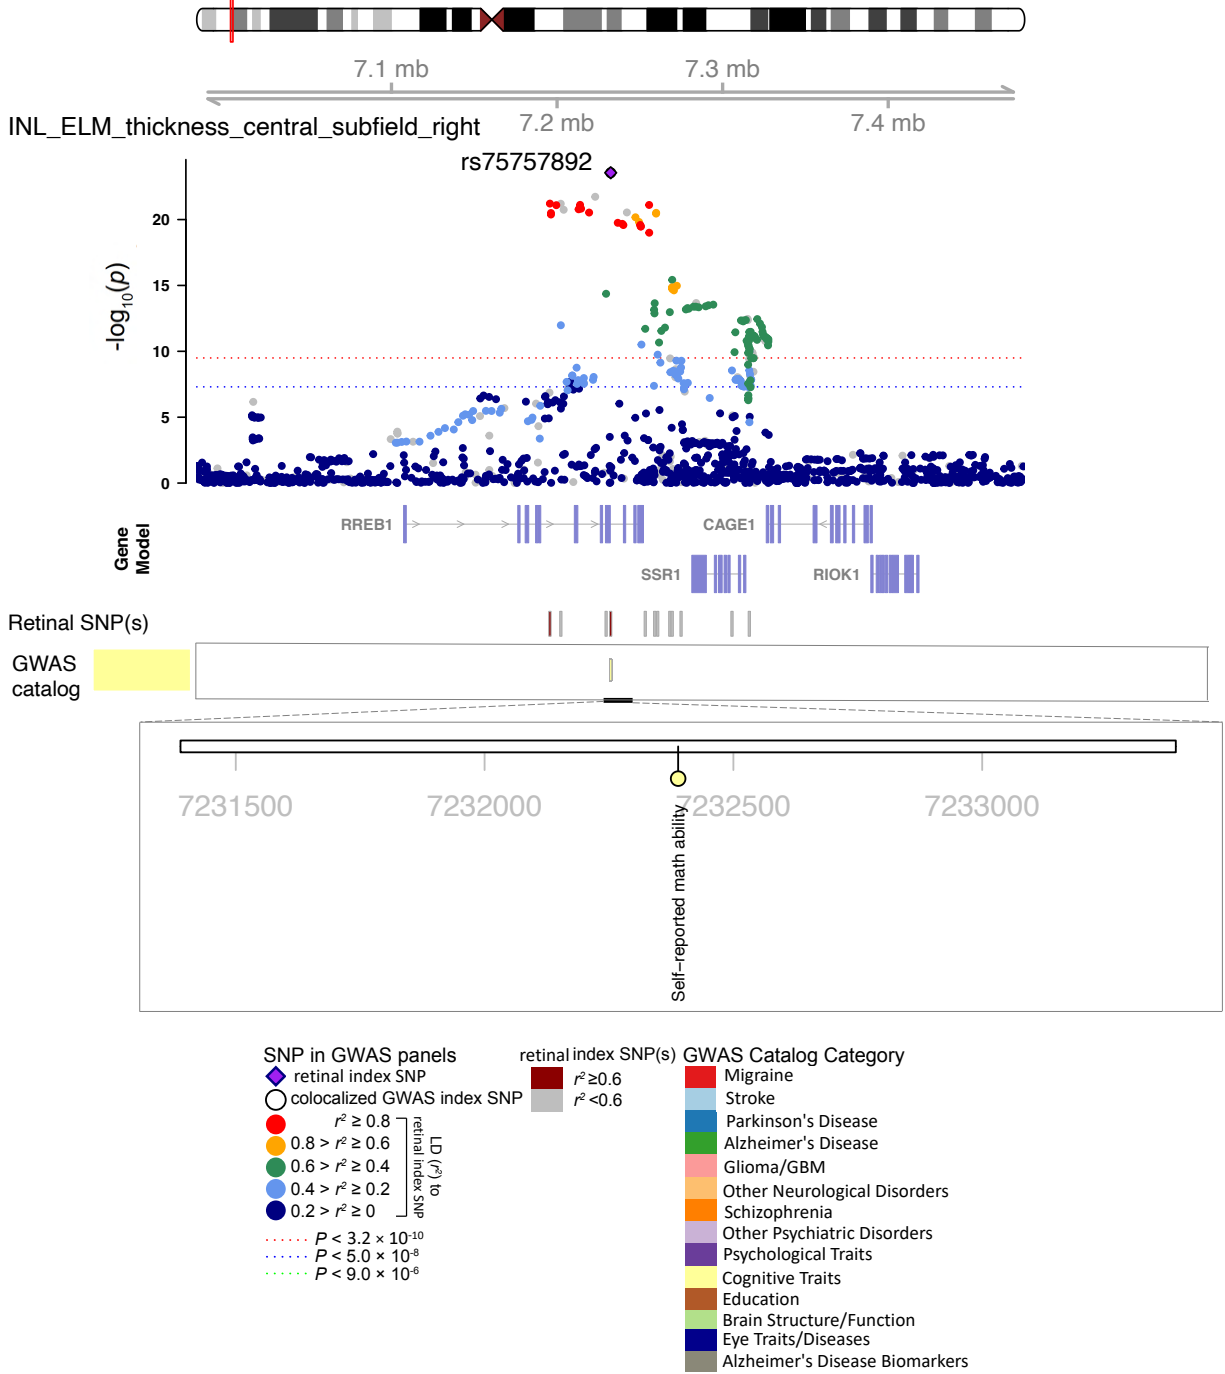 7.1 mb
7.3 mb
7.2 mb
7.4 mb
INL_ELM_thickness_central_subfield_right
rs75757892
-log10(p)
20
15
10
5
0
Gene
Model
RREB1
CAGE1
SSR1
RIOK1
Retinal SNP(s)
GWAS
catalog
7231500
7232000
7232500
7233000
Self−reported math ability
SNP in GWAS panels
retinal index SNP
colocalized GWAS index SNP
r² ≥ 0.8
0.8 > r² ≥ 0.6
0.6 > r² ≥ 0.4
0.4 > r² ≥ 0.2
0.2 > r² ≥ 0
LD (r²) to
retinal index SNP
P < 3.2 × 10⁻¹⁰
P < 5.0 × 10⁻⁸
P < 9.0 × 10⁻⁶
retinal index SNP(s)
r² ≥0.6
r² <0.6
GWAS Catalog Category
Migraine
Stroke
Parkinson's Disease
Alzheimer's Disease
Glioma/GBM
Other Neurological Disorders
Schizophrenia
Other Psychiatric Disorders
Psychological Traits
Cognitive Traits
Education
Brain Structure/Function
Eye Traits/Diseases
Alzheimer's Disease Biomarkers